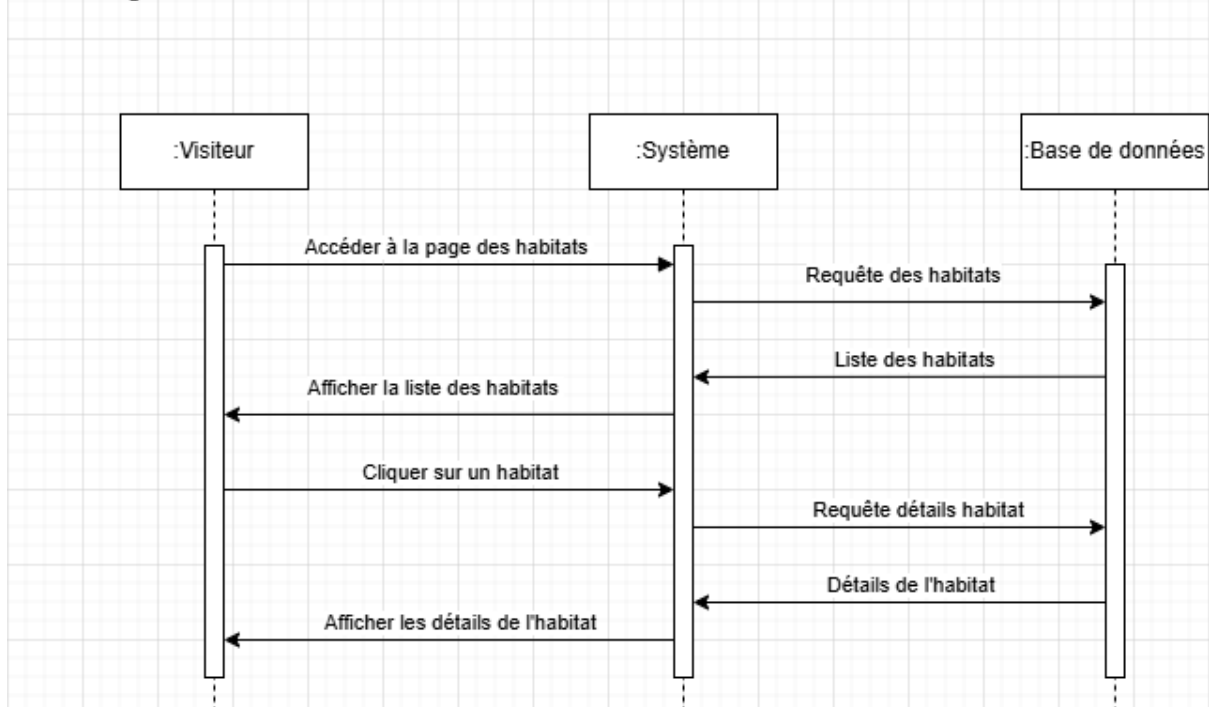 :Visiteur
:Système
:Base de données
Accéder à la page des habitats
Requête des habitats
Liste des habitats
Afficher la liste des habitats
Cliquer sur un habitat
Requête détails habitat
Détails de l'habitat
Afficher les détails de l'habitat